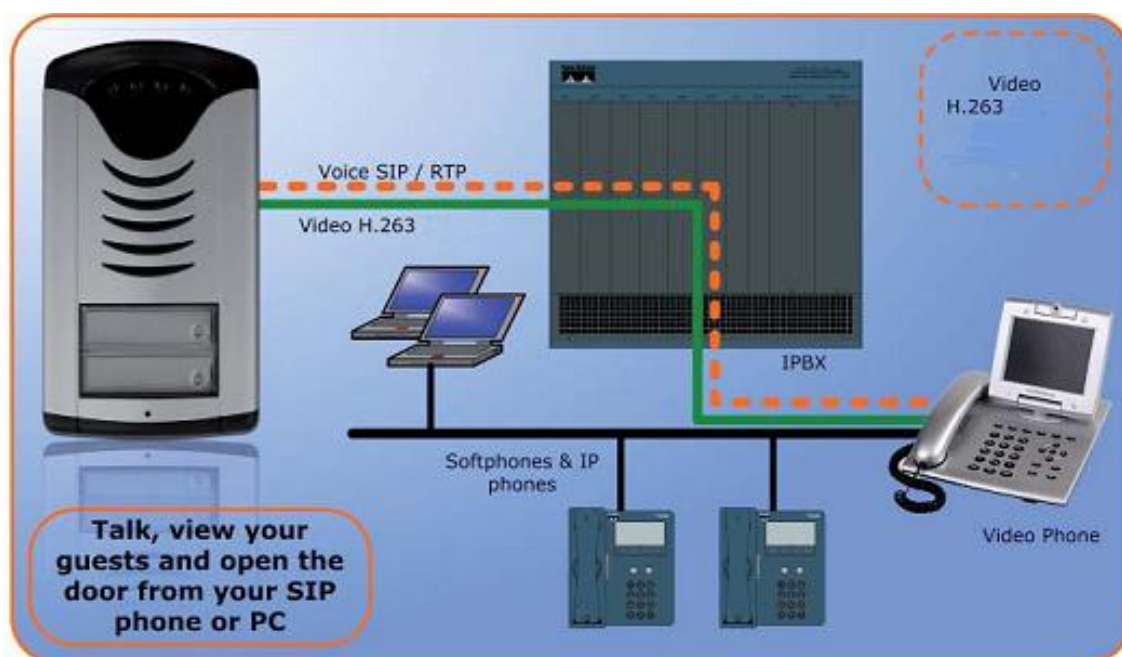 Video
H.263
Voice SIP / RTP
Video H.263
IPBX
Softphones & IP
phones
Video Phone
Talk, view your
guests and open the
door from your SIP
phone or PC